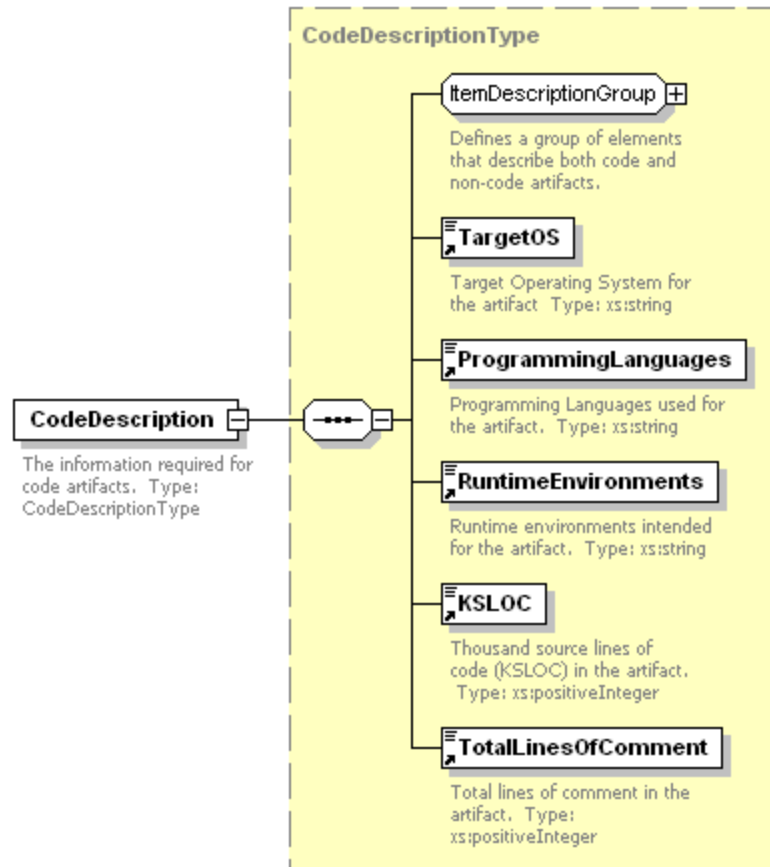 CodeDescriptionType
ItemDescriptionGroup
Defines a group of elements
that describe both code and
non-code artifacts.
TargetOS
Target Operating System for
the artifact  Type: xs:string
ProgrammingLanguages
Programming Languages used for
the artifact.  Type: xs:string
CodeDescription
The information required for
code artifacts.  Type:
CodeDescriptionType
RuntimeEnvironments
Runtime environments intended
for the artifact.  Type: xs:string
KSLOC
Thousand source lines of
code (KSLOC) in the artifact.
Type: xs:positiveInteger
TotalLinesOfComment
Total lines of comment in the
artifact.  Type:
xs:positiveInteger